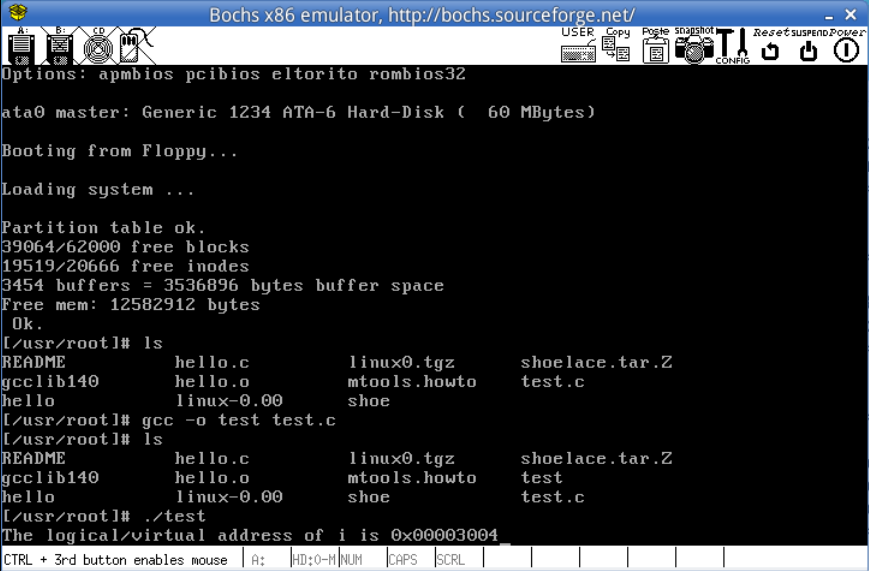 Bochs x86 emulator, http://bochs.sourceforge.net/
A: B: CD USER Copy Paste snapshot CONFIG Reset SUSPEND Power
Options: apmbios pcibios eltorito rombios32
ata0 master: Generic 1234 ATA-6 Hard-Disk (  60 MBytes)
Booting from Floppy...
Loading system ...
Partition table ok.
39064/62000 free blocks
19519/20666 free inodes
3454 buffers = 3536896 bytes buffer space
Free mem: 12582912 bytes
Ok.
[/usr/root]# ls
README hello.c linux0.tgz shoelace.tar.Z
gcclib140 hello.o mtools.howto test.c
hello linux-0.00 shoe
[/usr/root]# gcc -o test test.c
[/usr/root]# ls
README hello.c linux0.tgz shoelace.tar.Z
gcclib140 hello.o mtools.howto test
hello linux-0.00 shoe test.c
[/usr/root]# ./test
The logical/virtual address of i is 0x00003004_
CTRL + 3rd button enables mouse A: HD:0-M NUM CAPS SCRL